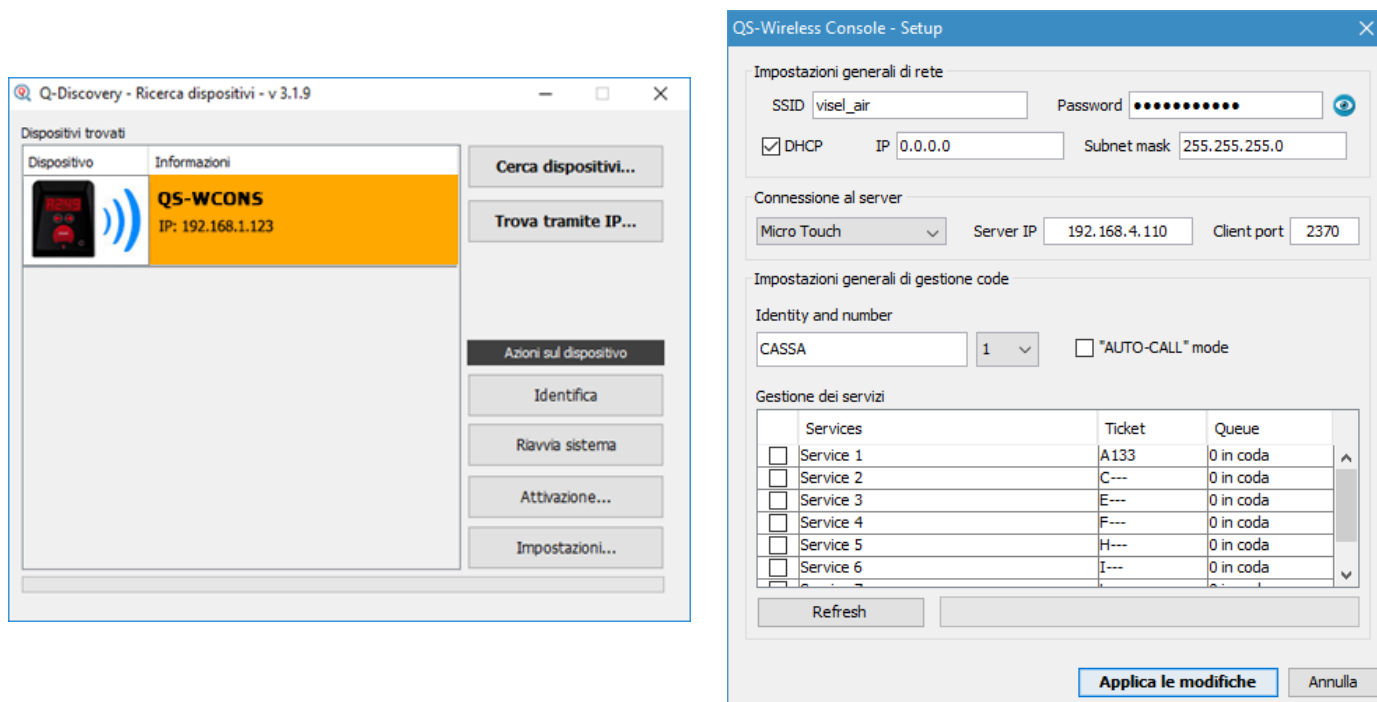 Q-Discovery - Ricerca dispositivi - v 3.1.9
Dispositivi trovati
Dispositivo Informazioni
QS-WCONS
IP: 192.168.1.123
A249
Cerca dispositivi...
Trova tramite IP...
Azioni sul dispositivo
Identifica
Riavvia sistema
Attivazione...
Impostazioni...
QS-Wireless Console - Setup
Impostazioni generali di rete
SSID visel_air Password •••••••••••
DHCP IP 0.0.0.0 Subnet mask 255.255.255.0
Connessione al server
Micro Touch Server IP 192.168.4.110 Client port 2370
Impostazioni generali di gestione code
Identity and number
CASSA 1 "AUTO-CALL" mode
Gestione dei servizi
Services Ticket Queue
Service 1 A133 0 in coda
Service 2 C--- 0 in coda
Service 3 E--- 0 in coda
Service 4 F--- 0 in coda
Service 5 H--- 0 in coda
Service 6 I--- 0 in coda
Refresh
Applica le modifiche Annulla